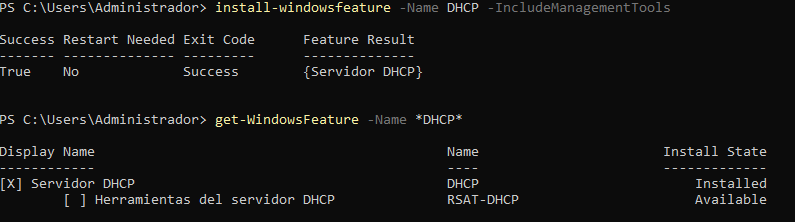 PS C:\Users\Administrador> install-windowsfeature -Name DHCP -IncludeManagementTools
Success Restart Needed Exit Code      Feature Result
------- -------------- ---------      --------------
True    No             Success        {Servidor DHCP}
PS C:\Users\Administrador> get-WindowsFeature -Name *DHCP*
Display Name                                            Name                       Install State
------------                                            ----                       -------------
[X] Servidor DHCP                                       DHCP                           Installed
        [ ] Herramientas del servidor DHCP              RSAT-DHCP                      Available